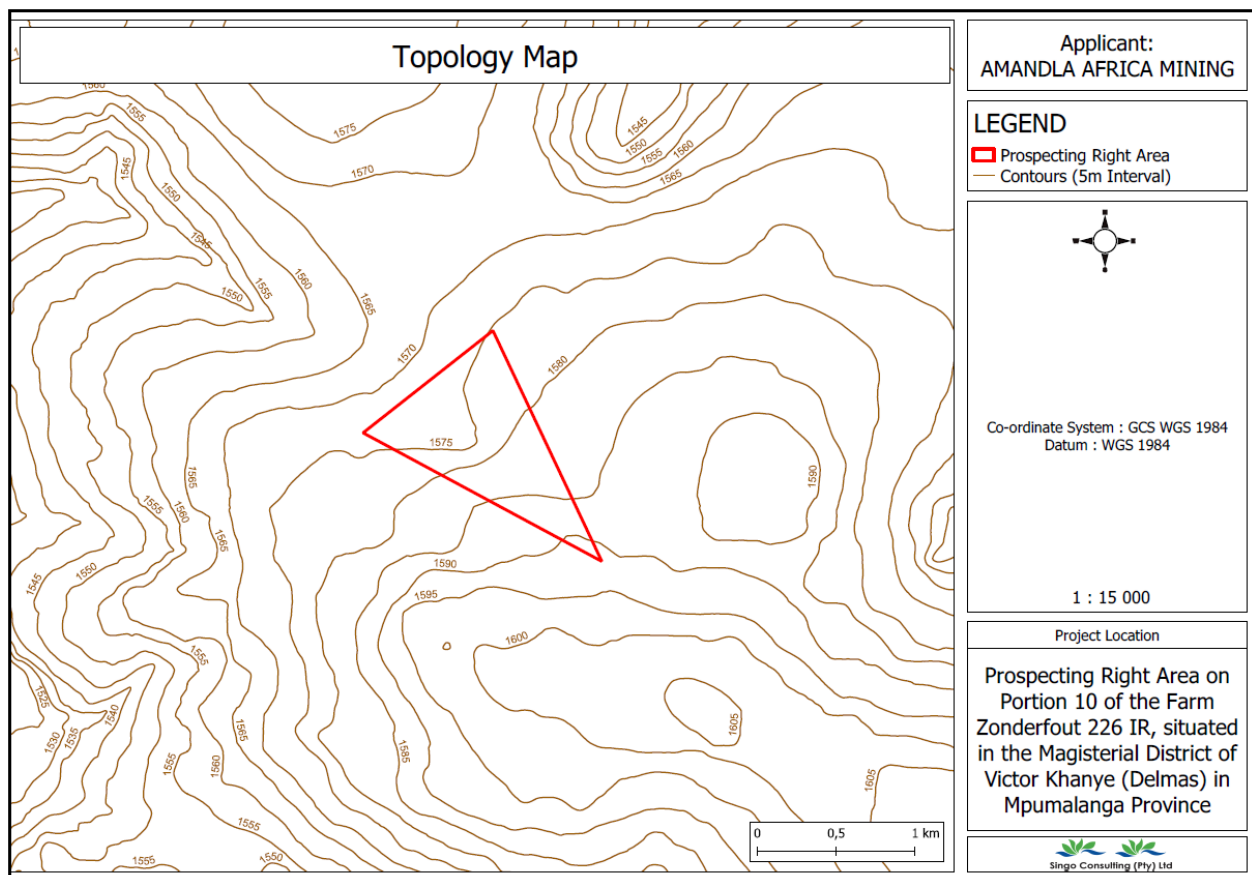 Topology Map
1560
1555
1545
1550
1545
1550
1555
1560
1565
1570
1575
1570
1545
1550
1555
1560
1565
1580
1575
1590
1565
1560
1555
1550
1545
1565
1590
1595
1600
1605
1605
1585
1555
1540
1535
1530
1525
1565
1560
1555
1555
1555
1550
0 0,5 1 km
Applicant:
AMANDLA AFRICA MINING
LEGEND
Prospecting Right Area
Contours (5m Interval)
Co-ordinate System : GCS WGS 1984
Datum : WGS 1984
1 : 15 000
Project Location
Prospecting Right Area on
Portion 10 of the Farm
Zonderfout 226 IR, situated
in the Magisterial District of
Victor Khanye (Delmas) in
Mpumalanga Province
Singo Consulting (Pty) Ltd